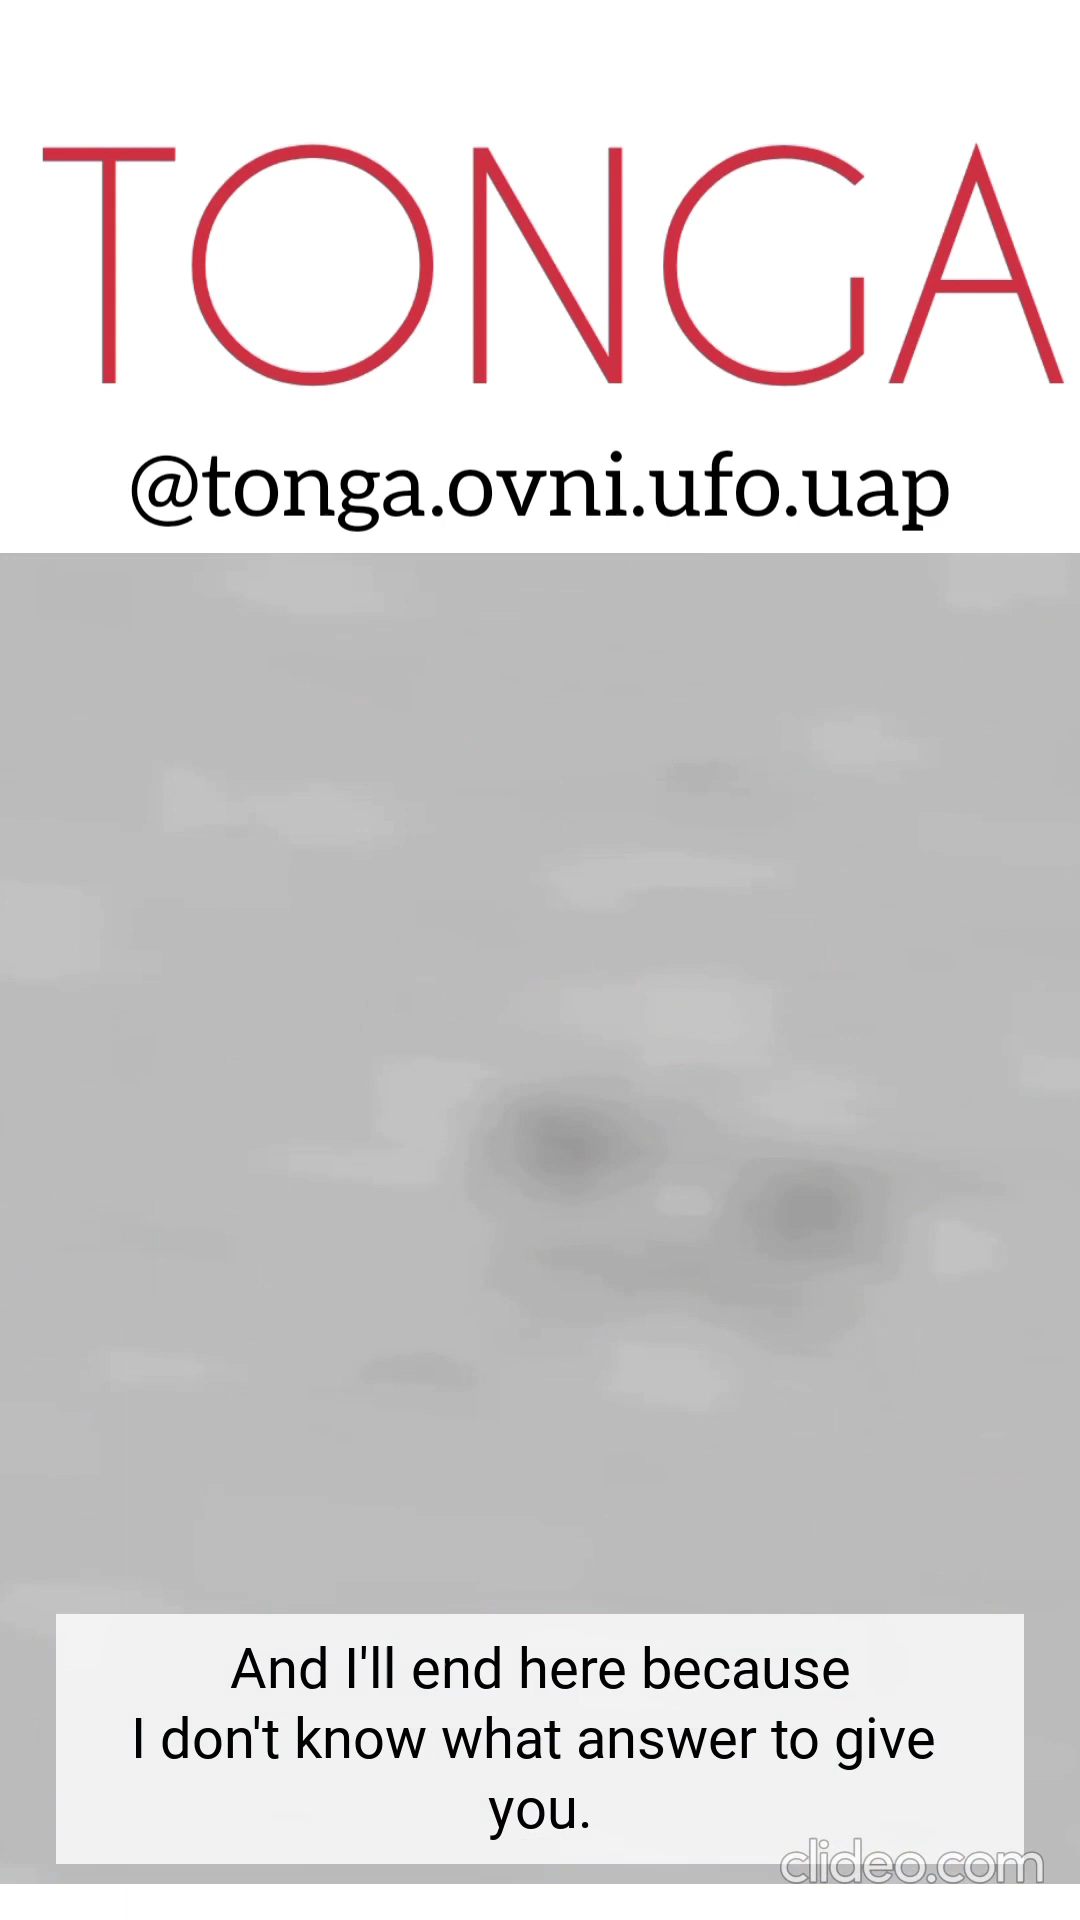 TONGA
@tonga.ovni.ufo.uap
And I'll end here because
I don't know what answer to give
you.
clideo.com